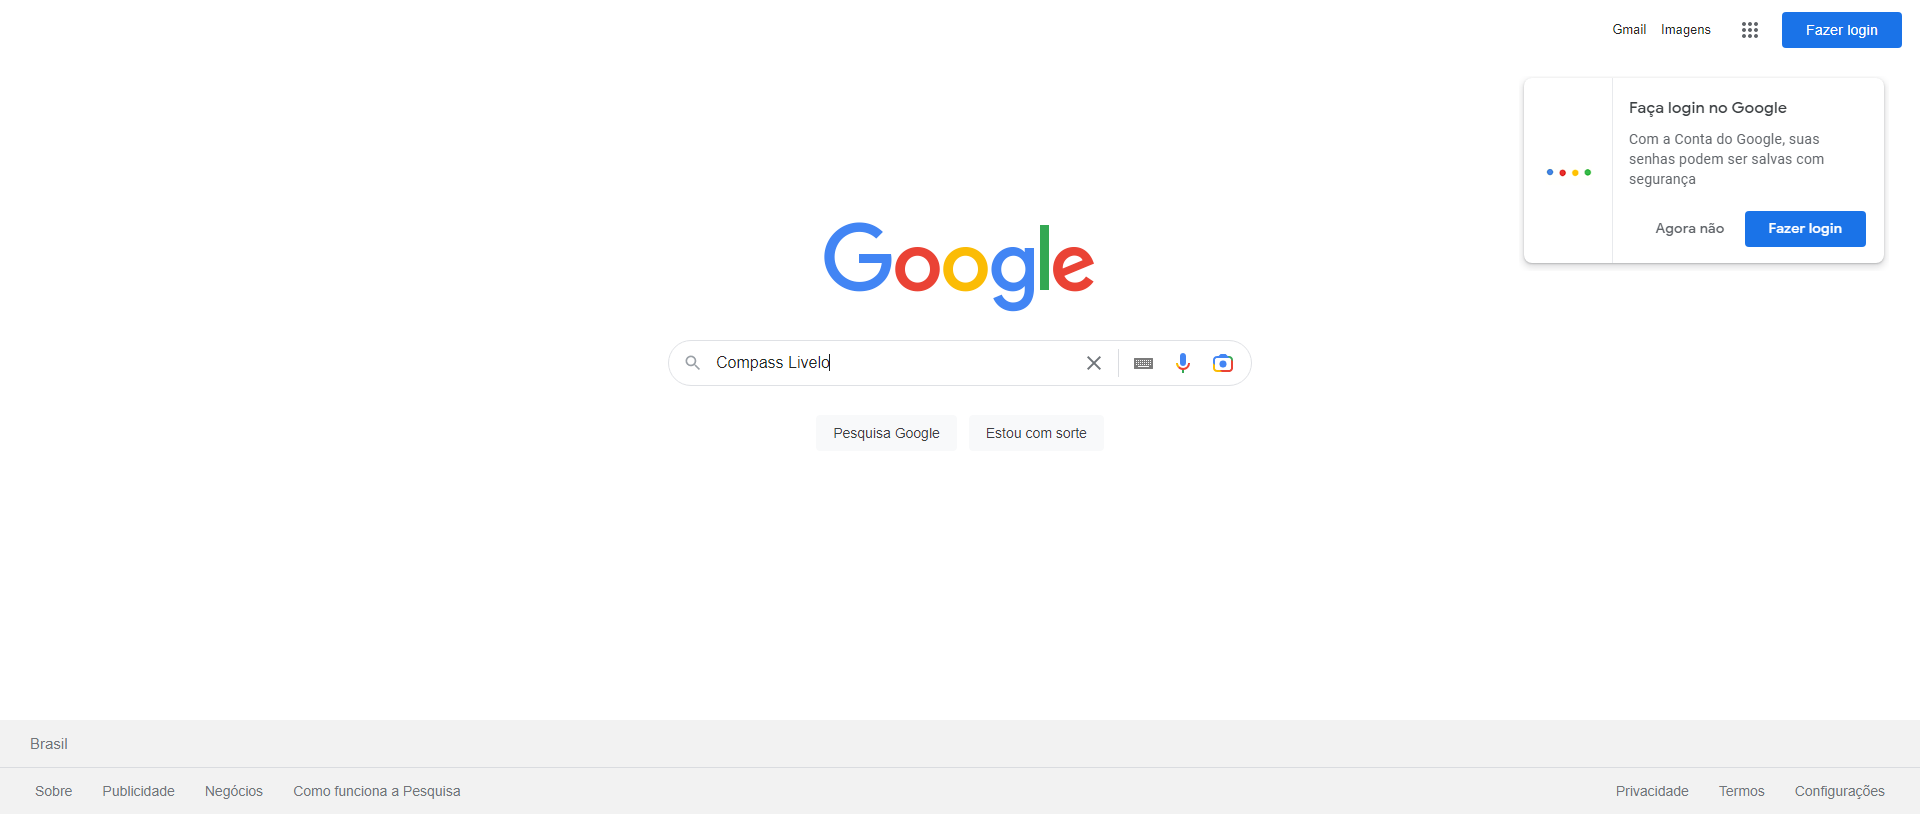 Gmail Imagens Fazer login
Faça login no Google
Com a Conta do Google, suas
senhas podem ser salvas com
segurança
Agora não Fazer login
Google
Compass Livelo
Pesquisa Google Estou com sorte
Brasil
Sobre Publicidade Negócios Como funciona a Pesquisa Privacidade Termos Configurações